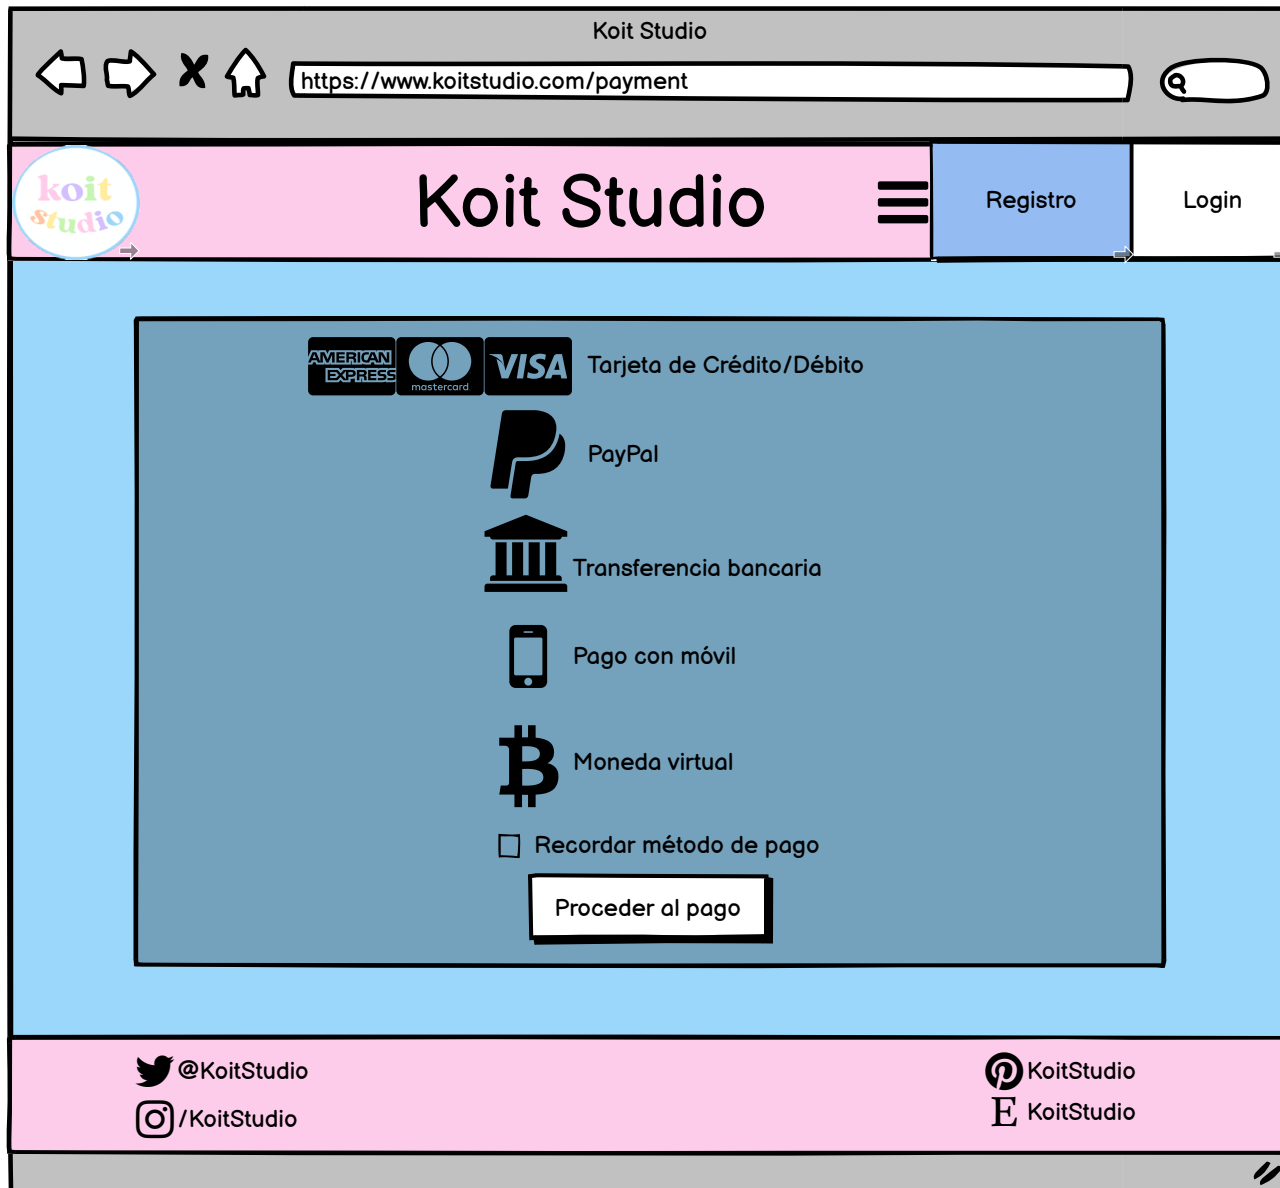 Koit Studio
https://www.koitstudio.com/payment
koit
studio
Koit Studio
Registro
Login
AMERICAN
EXPRESS
mastercard
VISA
Tarjeta de Crédito/Débito
PayPal
Transferencia bancaria
Pago con móvil
Moneda virtual
Recordar método de pago
Proceder al pago
@KoitStudio
KoitStudio
/KoitStudio
E KoitStudio